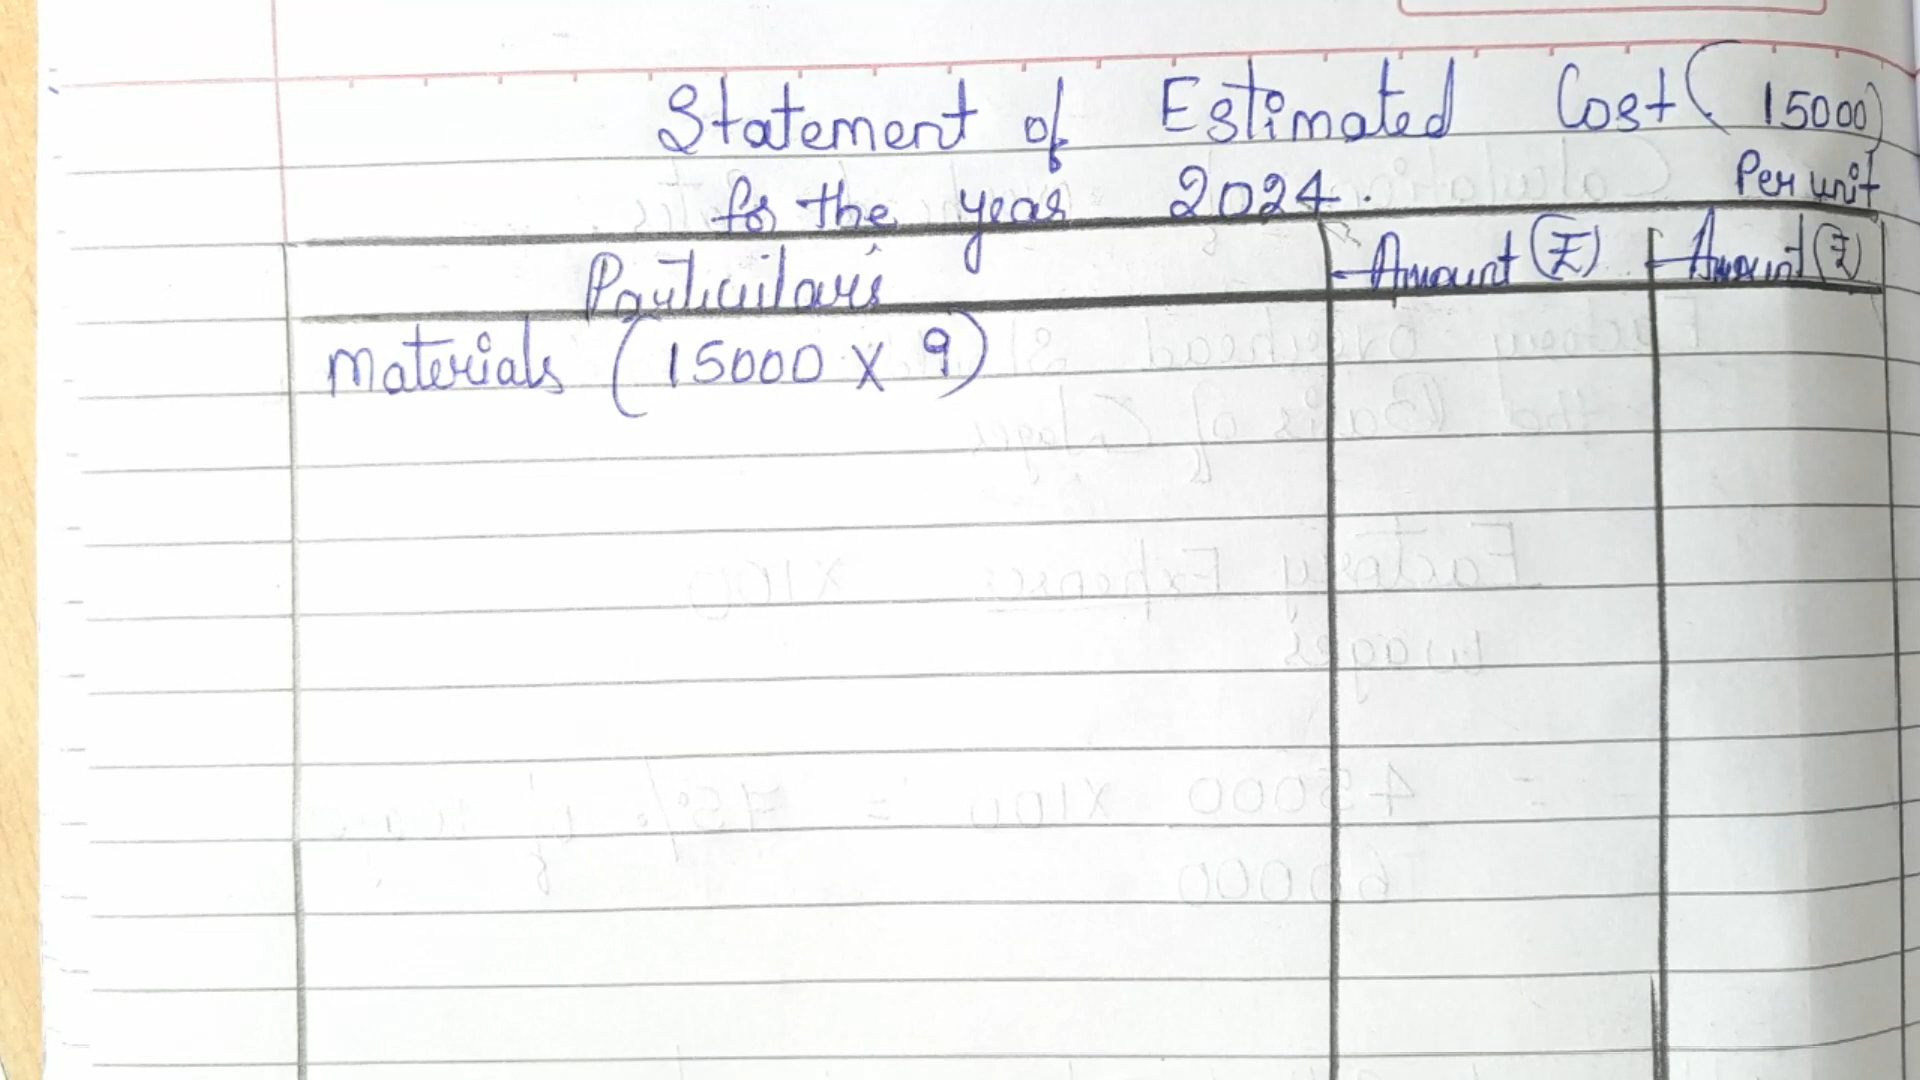 Statement of Estimated Cost (15000)
for the year 2024. Per unit
Particulars Amount (₹) Amount (₹)
Materials (15000 X 9)